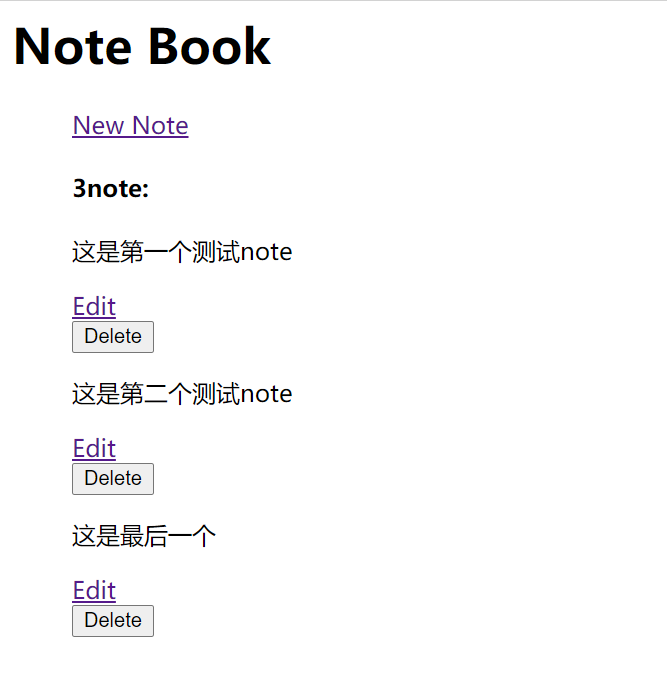 Note Book
New Note
3note:
这是第一个测试note
Edit
Delete
这是第二个测试note
Edit
Delete
这是最后一个
Edit
Delete